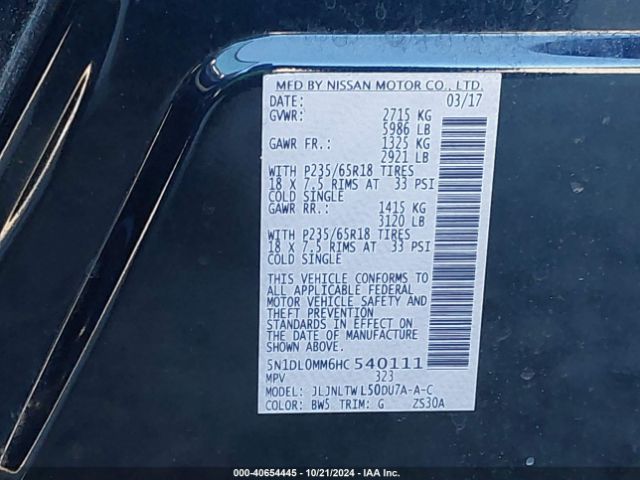 MFD BY NISSAN MOTOR CO., LTD.
DATE: 03/17
GVWR: 2715 KG
5986 LB
GAWR FR.: 1325 KG
2921 LB
WITH P235/65R18 TIRES
18 X 7.5 RIMS AT 33 PSI
COLD SINGLE
GAWR RR.: 1415 KG
3120 LB
WITH P235/65R18 TIRES
18 X 7.5 RIMS AT 33 PSI
COLD SINGLE
THIS VEHICLE CONFORMS TO
ALL APPLICABLE FEDERAL
MOTOR VEHICLE SAFETY AND
THEFT PREVENTION
STANDARDS IN EFFECT ON
THE DATE OF MANUFACTURE
SHOWN ABOVE.
5N1DL0MM6HC 540111
MPV 323
MODEL: JLJNLTWL50DU7A-A-C
COLOR: BW5 TRIM: G ZS30A
000-40654445 - 10/21/2024 - IAA Inc.